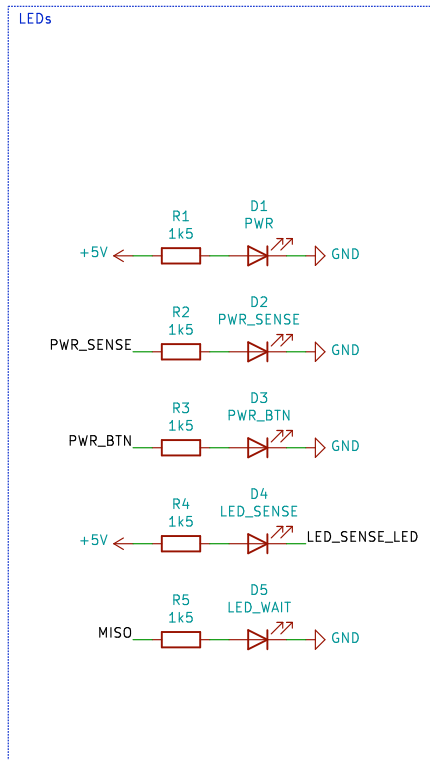 LEDs
D1
R1
PWR
1k5
+5V
GND
D2
R2
PWR_SENSE
1k5
PWR_SENSE
GND
D3
R3
PWR_BTN
1k5
PWR_BTN
GND
D4
R4
LED_SENSE
1k5
+5V
LED_SENSE_LED
D5
R5
LED_WAIT
1k5
MISO
GND